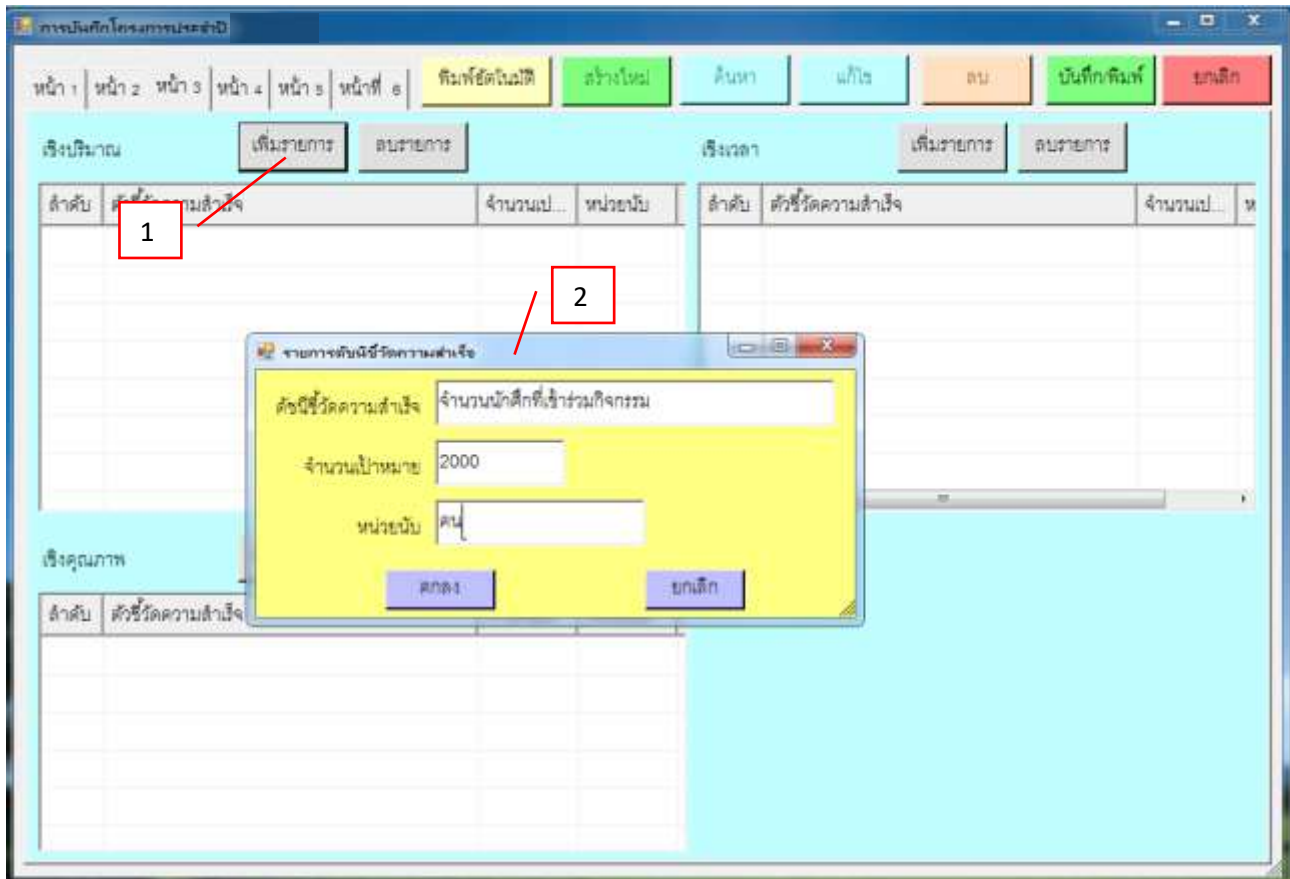 การบันทึกโครงการประจำปี
หน้า 1 หน้า 2 หน้า 3 หน้า 4 หน้า 5 หน้าที่ 6 พิมพ์อัตโนมัติ สร้างใหม่ ค้นหา แก้ไข ลบ บันทึก/พิมพ์ ยกเลิก
เชิงปริมาณ เพิ่มรายการ ลบรายการ เชิงเวลา เพิ่มรายการ ลบรายการ
ลำดับ ตัวชี้วัดความสำเร็จ จำนวนเป... หน่วยนับ ลำดับ ตัวชี้วัดความสำเร็จ จำนวนเป... ห
1
2
รายการดับนีชี้วัดความสำเร็จ
ดัชนีชี้วัดความสำเร็จ จำนวนนักศึกที่เข้าร่วมกิจกรรม
จำนวนเป้าหมาย 2000
หน่วยนับ คน
ตกลง ยกเลิก
เชิงคุณภาพ
ลำดับ ตัวชี้วัดความสำเร็จ